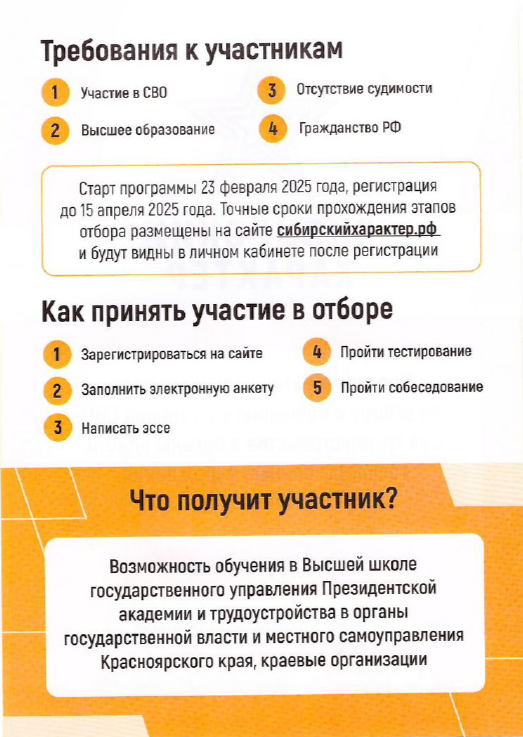 Требования к участникам
1 Участие в СВО
2 Высшее образование
3 Отсутствие судимости
4 Гражданство РФ
Старт программы 23 февраля 2025 года, регистрация
до 15 апреля 2025 года. Точные сроки прохождения этапов
отбора размещены на сайте сибирскийхарактер.рф
и будут видны в личном кабинете после регистрации
Как принять участие в отборе
1 Зарегистрироваться на сайте
2 Заполнить электронную анкету
3 Написать эссе
4 Пройти тестирование
5 Пройти собеседование
Что получит участник?
Возможность обучения в Высшей школе
государственного управления Президентской
академии и трудоустройства в органы
государственной власти и местного самоуправления
Красноярского края, краевые организации